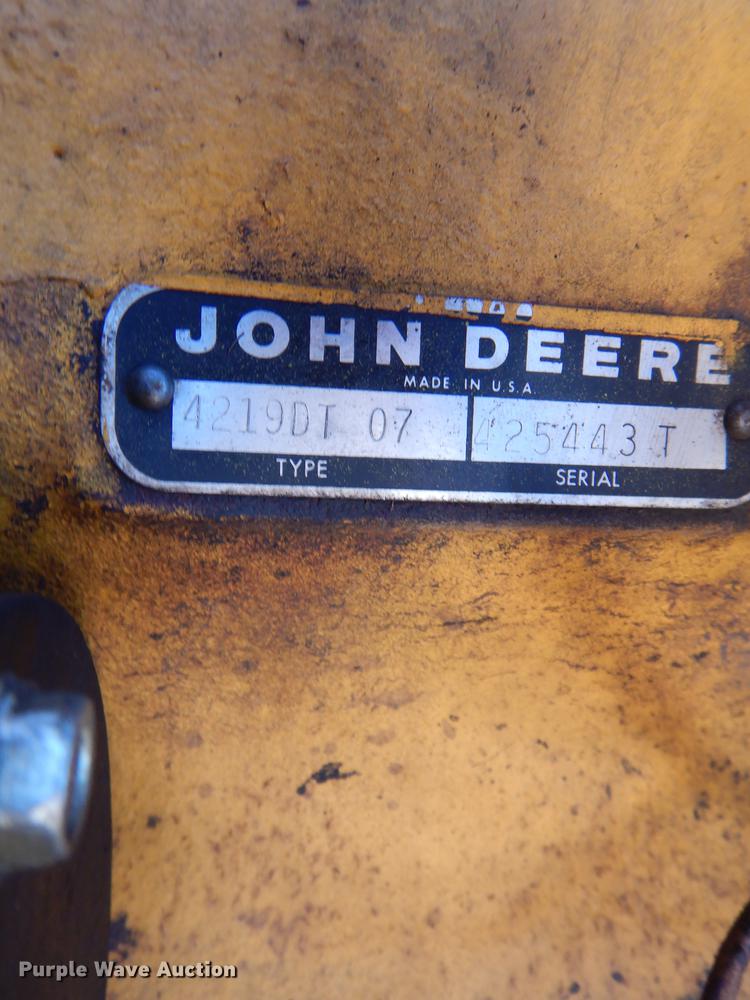 JOHN DEERE
MADE IN U.S.A.
4219DT 07 425443 T
TYPE SERIAL
Purple Wave Auction